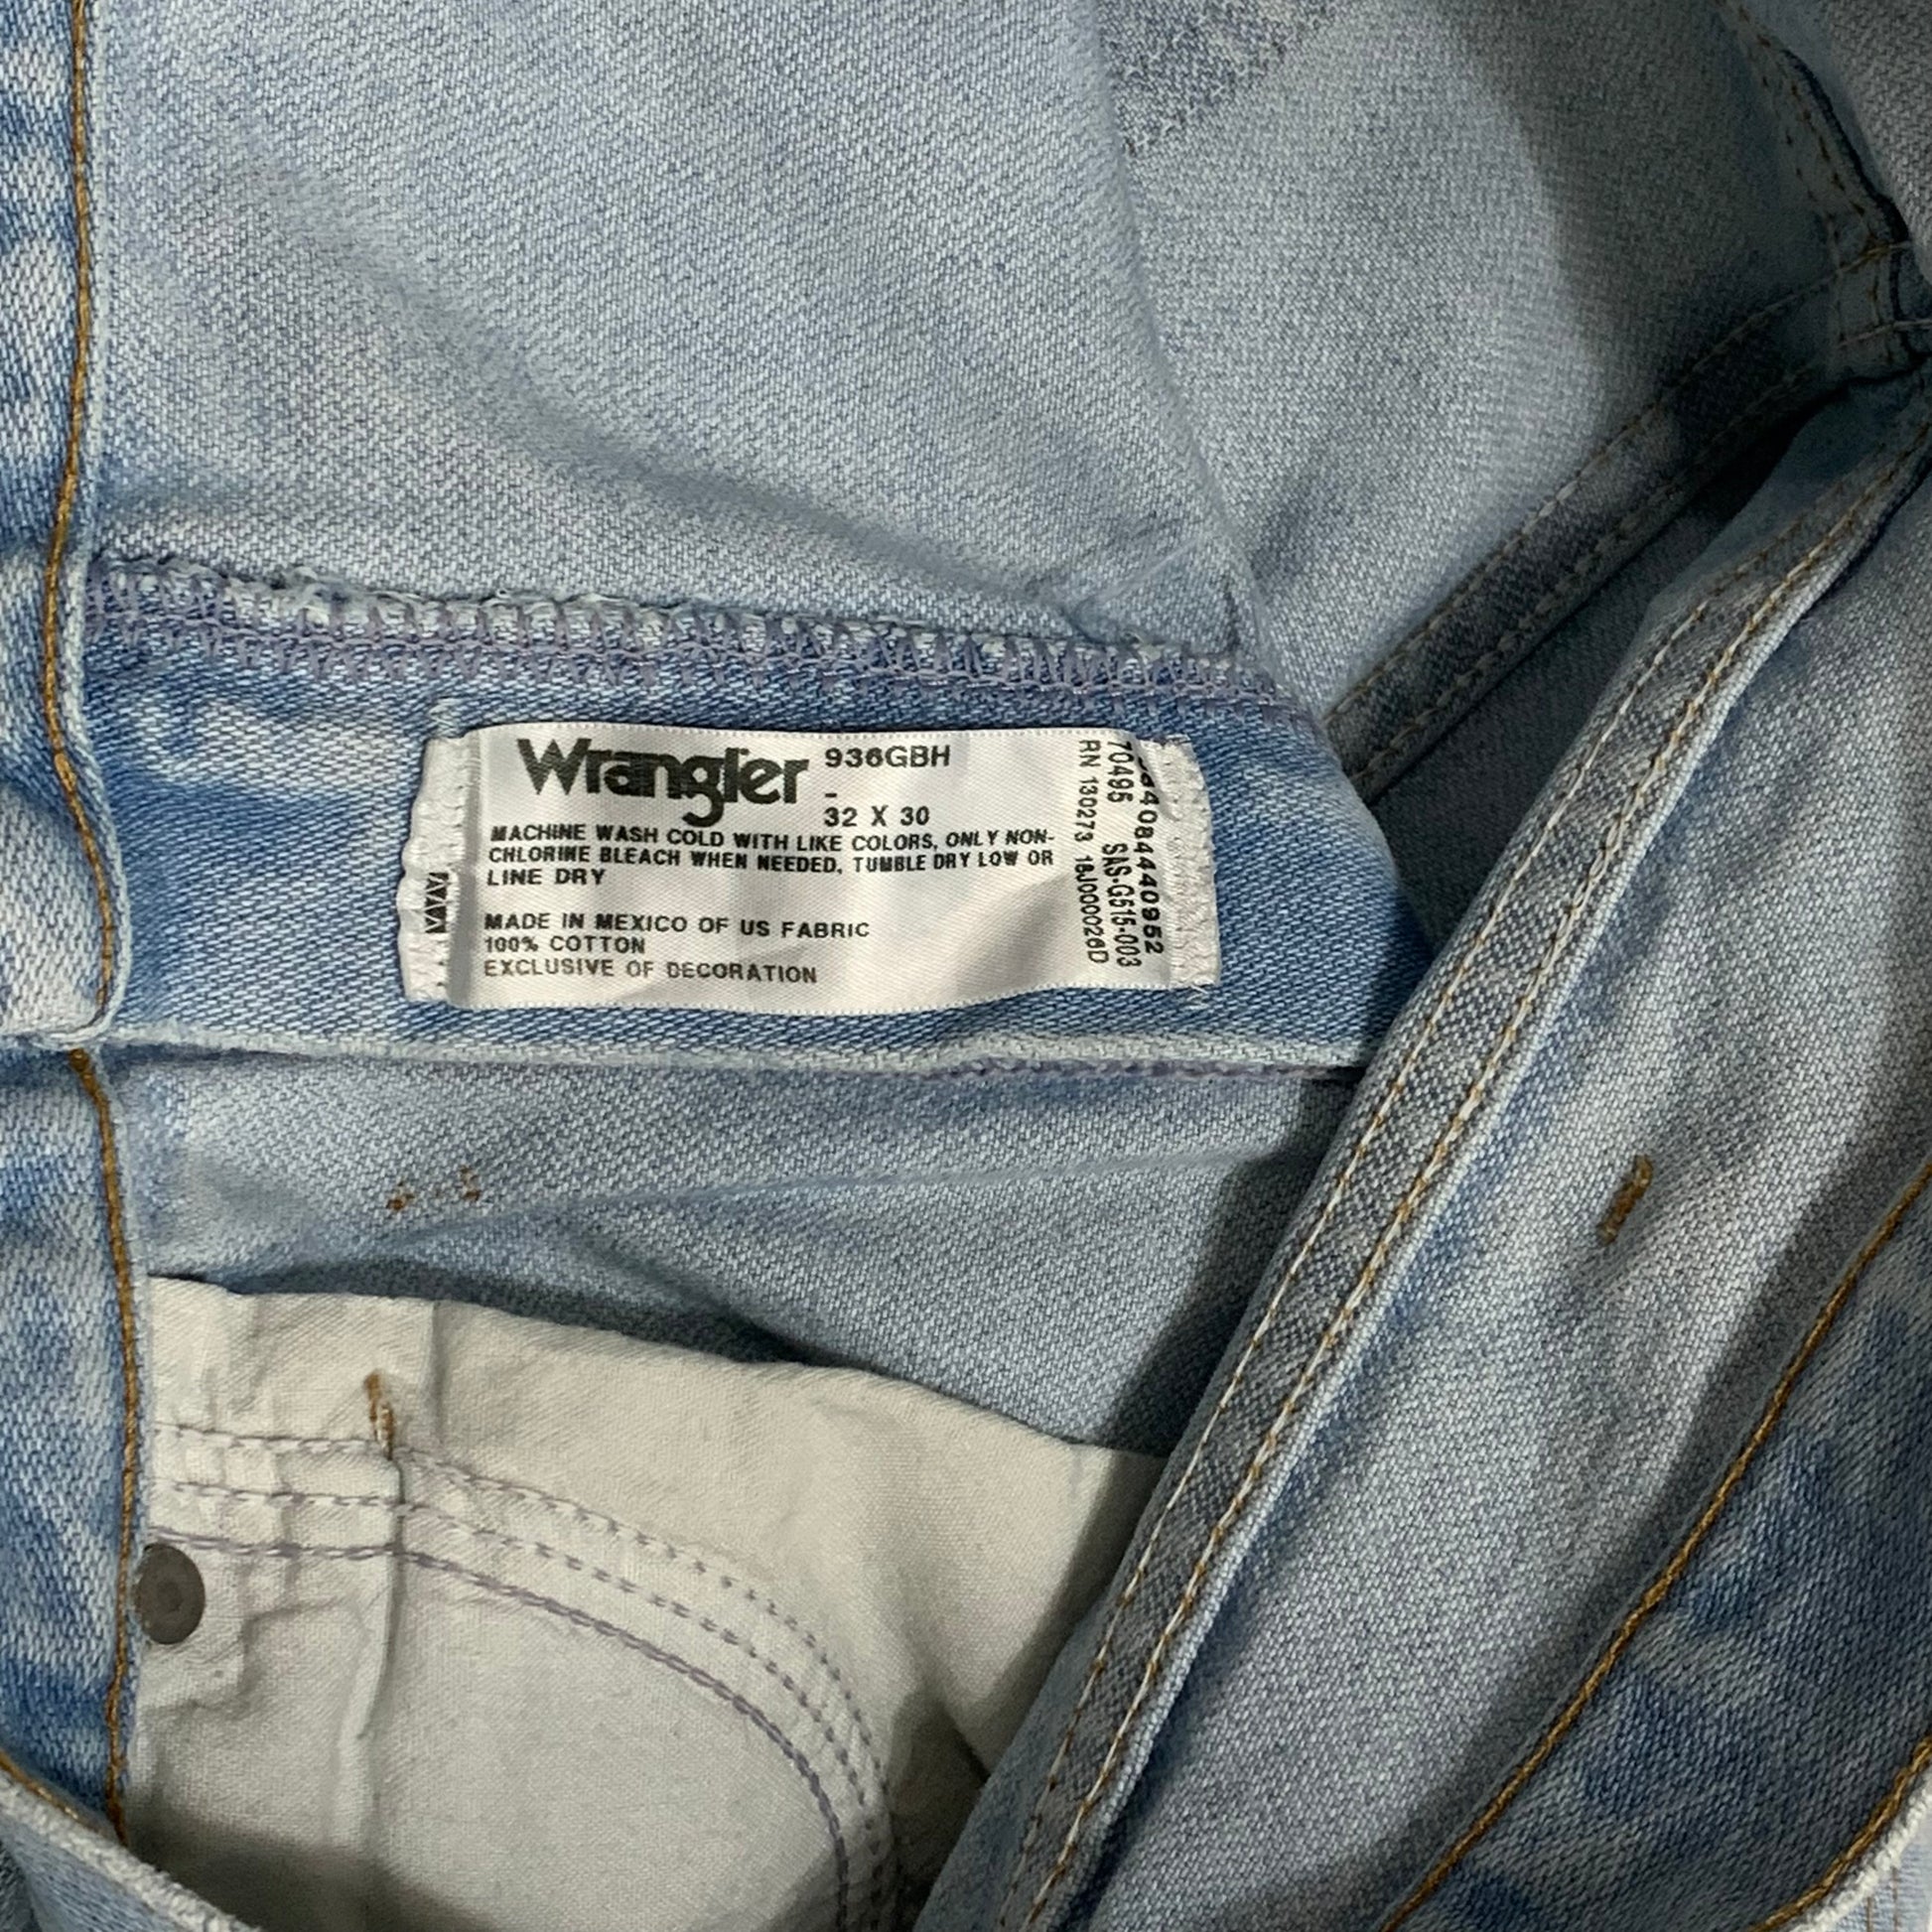 Wrangler 936GBH
-
32 X 30
MACHINE WASH COLD WITH LIKE COLORS, ONLY NON-
CHLORINE BLEACH WHEN NEEDED, TUMBLE DRY LOW OR
LINE DRY
MADE IN MEXICO OF US FABRIC
100% COTTON
EXCLUSIVE OF DECORATION
70495 SAS-G515-003
RN 130273 18J000026D